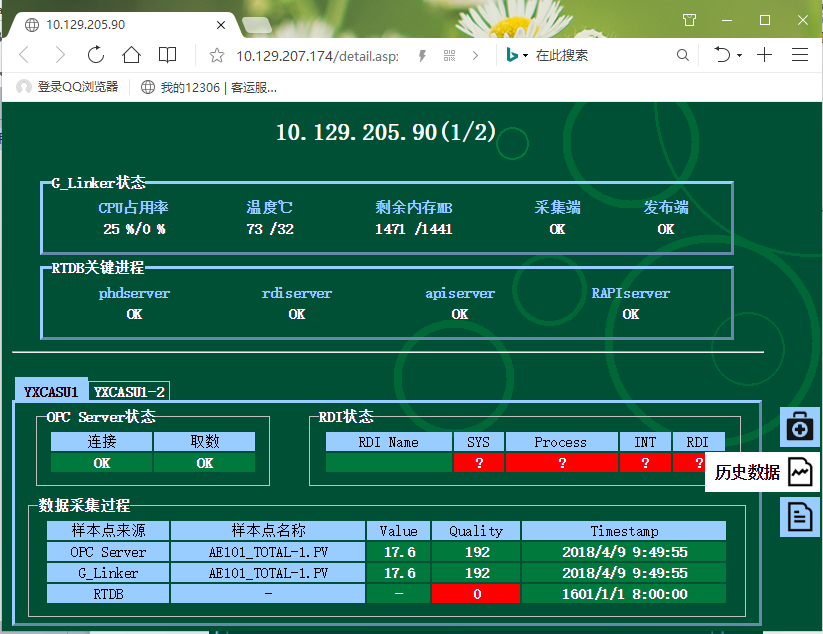 10.129.205.90
10.129.207.174/detail.asp:
在此搜索
登录QQ浏览器
我的12306 | 客运服...
10.129.205.90(1/2)
G_Linker状态
CPU占用率 温度℃ 剩余内存MB 采集端 发布端
25 %/0 % 73 /32 1471 /1441 OK OK
RTDB关键进程
phdserver rdiserver apiserver RAPIserver
OK OK OK OK
YXCASU1 YXCASU1-2
OPC Server状态
连接 取数
OK OK
RDI状态
RDI Name SYS Process INT RDI
? ? ? ?
历史数据
数据采集过程
样本点来源 样本点名称 Value Quality Timestamp
OPC Server AE101_TOTAL-1.PV 17.6 192 2018/4/9 9:49:55
G_Linker AE101_TOTAL-1.PV 17.6 192 2018/4/9 9:49:55
RTDB - - 0 1601/1/1 8:00:00